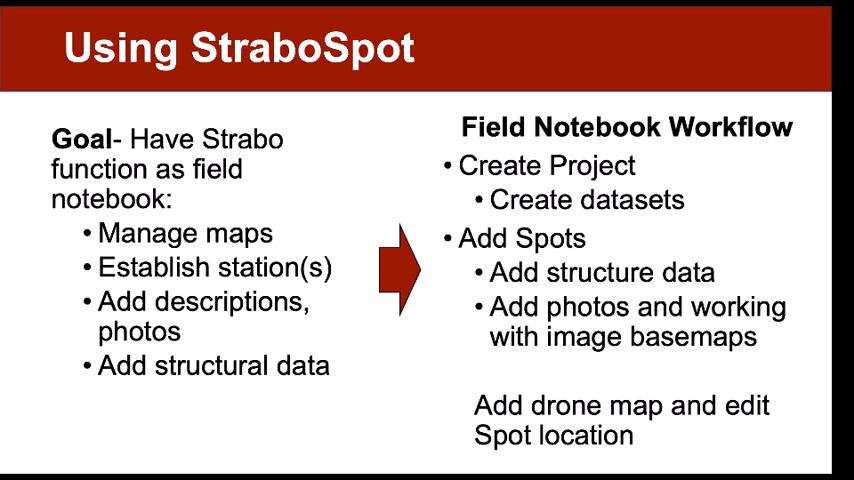 Using StraboSpot
Goal- Have Strabo
function as field
notebook:
• Manage maps
• Establish station(s)
• Add descriptions,
photos
• Add structural data
Field Notebook Workflow
• Create Project
• Create datasets
• Add Spots
• Add structure data
• Add photos and working
with image basemaps
Add drone map and edit
Spot location